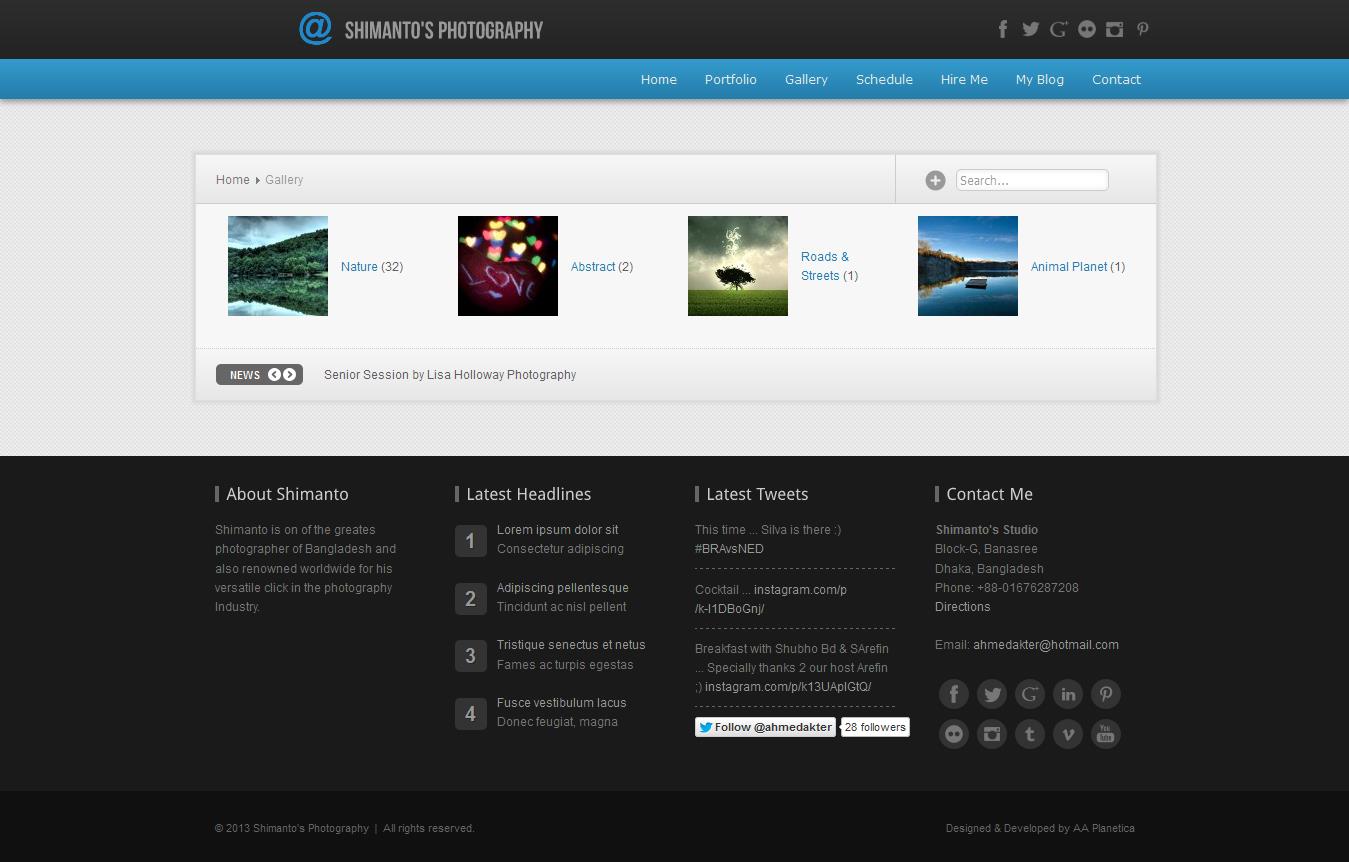 @ SHIMANTO'S PHOTOGRAPHY
Home Portfolio Gallery Schedule Hire Me My Blog Contact
Home Gallery
Search...
Nature (32)
LOVE
Abstract (2)
Roads &
Streets (1)
Animal Planet (1)
NEWS
Senior Session by Lisa Holloway Photography
About Shimanto
Shimanto is on of the greates
photographer of Bangladesh and
also renowned worldwide for his
versatile click in the photography
Industry.
Latest Headlines
1
Lorem ipsum dolor sit
Consectetur adipiscing
2
Adipiscing pellentesque
Tincidunt ac nisl pellent
3
Tristique senectus et netus
Fames ac turpis egestas
4
Fusce vestibulum lacus
Donec feugiat, magna
Latest Tweets
This time ... Silva is there :)
#BRAvsNED
Cocktail ... instagram.com/p
/k-I1DBoGnj/
Breakfast with Shubho Bd & SArefin
... Specially thanks 2 our host Arefin
;) instagram.com/p/k13UAplGtQ/
Follow @ahmedakter
28 followers
Contact Me
Shimanto's Studio
Block-G, Banasree
Dhaka, Bangladesh
Phone: +88-01676287208
Directions
Email: ahmedakter@hotmail.com
You
Tube
© 2013 Shimanto's Photography | All rights reserved.
Designed & Developed by AA Planetica